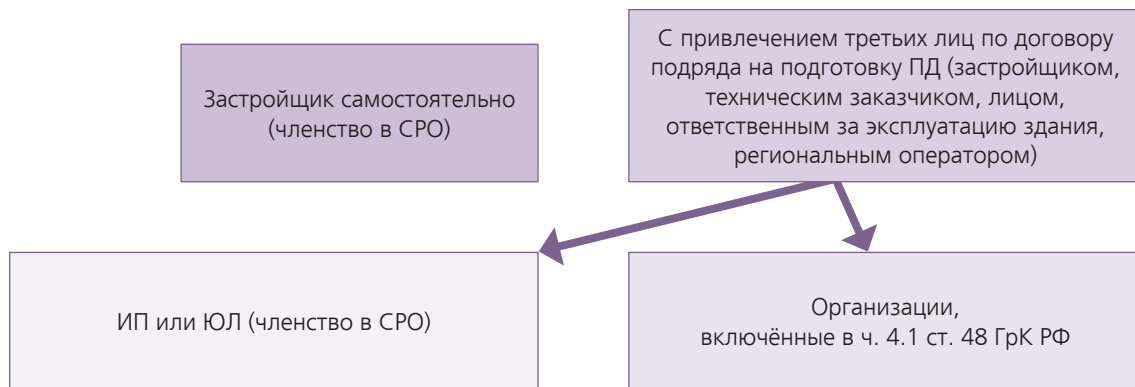 Застройщик самостоятельно
(членство в СРО)
С привлечением третьих лиц по договору
подряда на подготовку ПД (застройщиком,
техническим заказчиком, лицом,
ответственным за эксплуатацию здания,
региональным оператором)
ИП или ЮЛ (членство в СРО)
Организации,
включённые в ч. 4.1 ст. 48 ГрК РФ